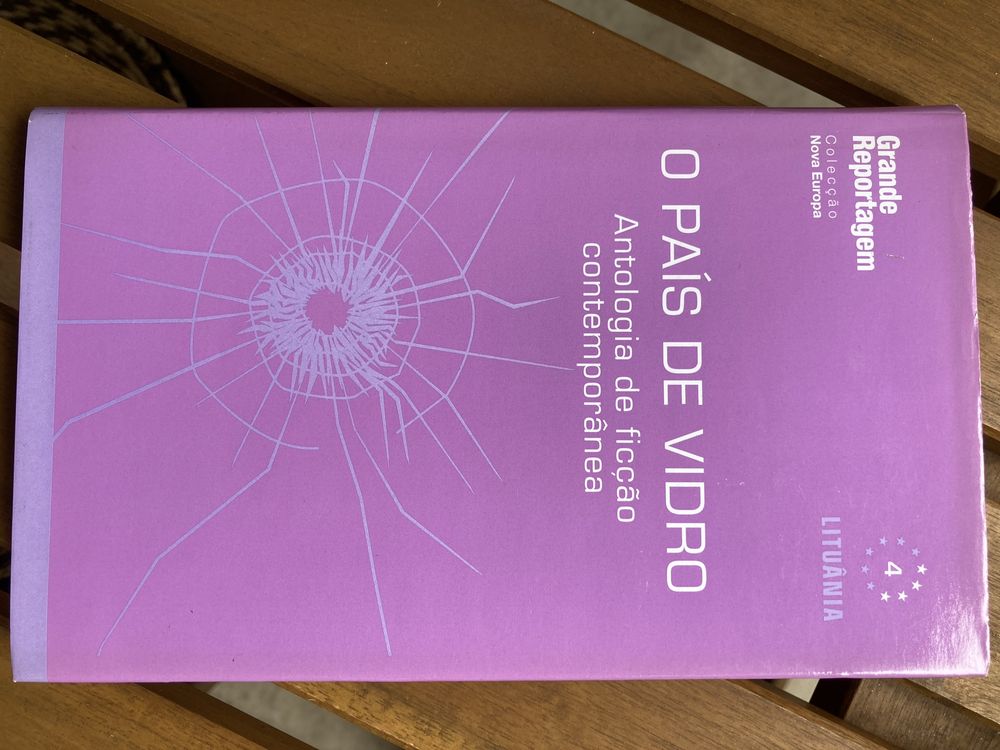 Grande
Reportagem
Colecção
Nova Europa
4
LITUÂNIA
O PAÍS DE VIDRO
Antologia de ficção
contemporânea